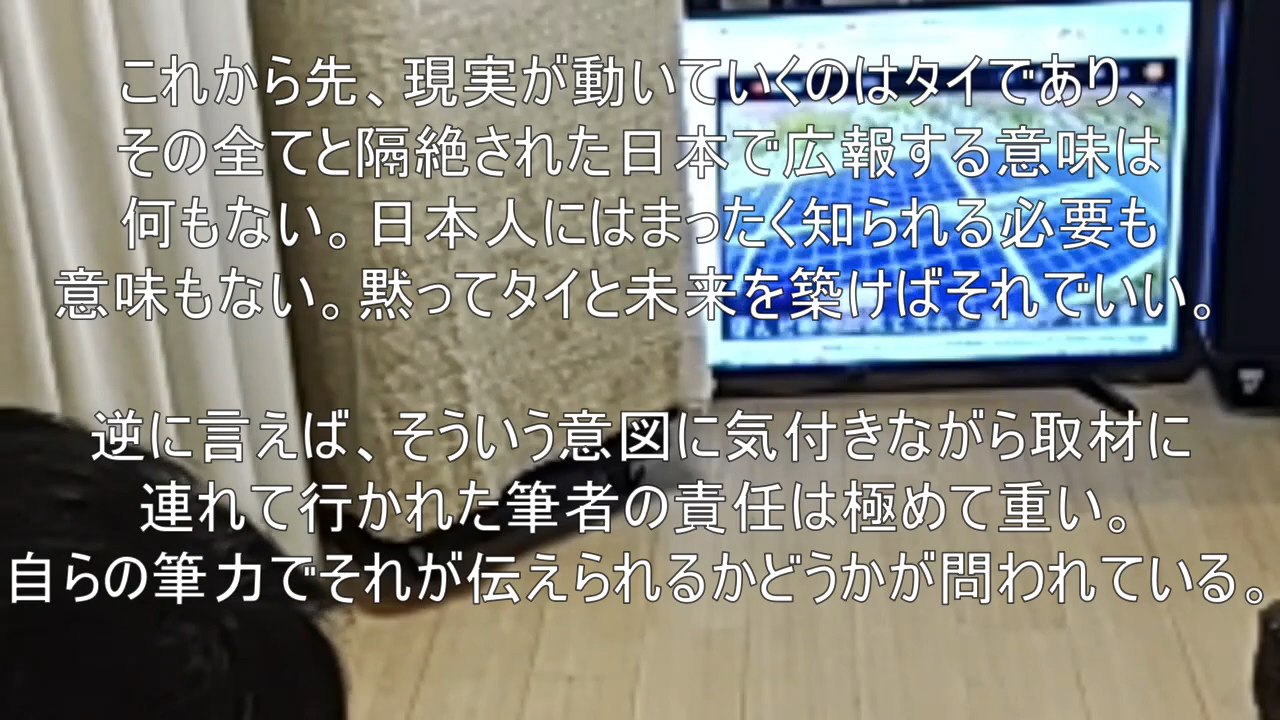 これから先、現実が動いていくのはタイであり、
その全てと隔絶された日本で広報する意味は
何もない。日本人にはまったく知られる必要も
意味もない。黙ってタイと未来を築けばそれでいい。
逆に言えば、そういう意図に気付きながら取材に
連れて行かれた筆者の責任は極めて重い。
自らの筆力でそれが伝えられるかどうかが問われている。